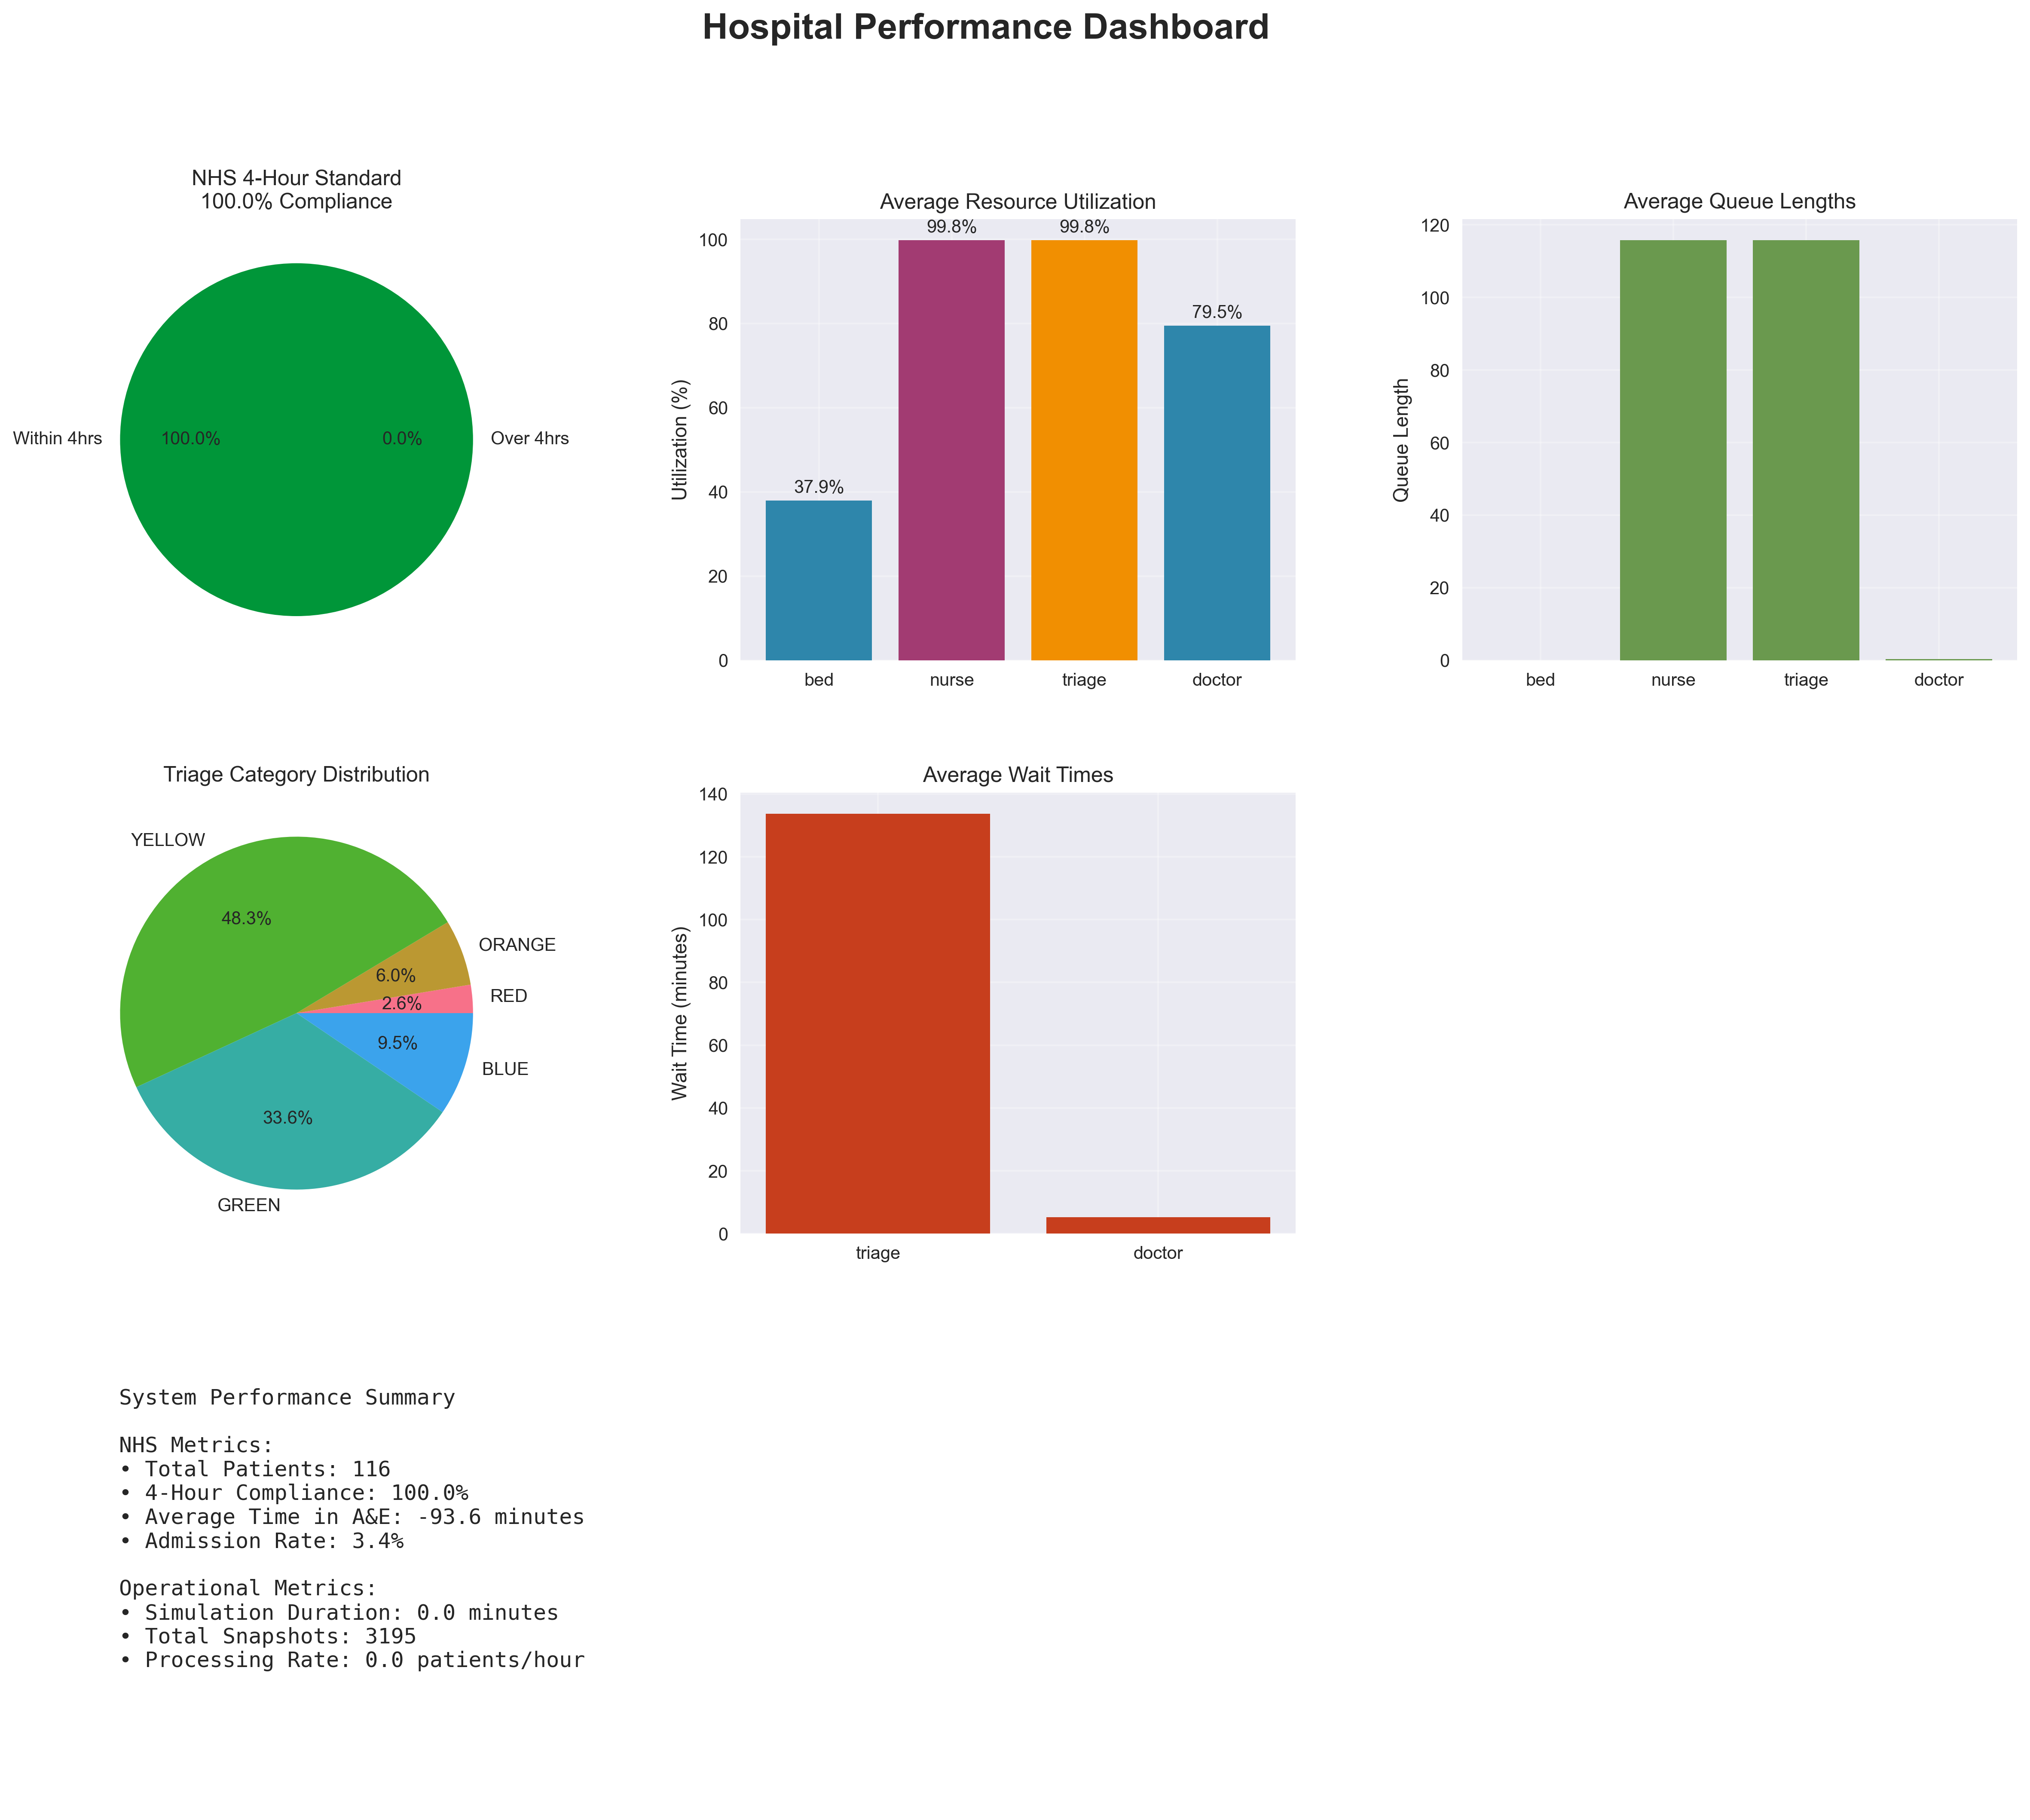 Hospital Performance Dashboard
NHS 4-Hour Standard
100.0% Compliance
Within 4hrs
100.0%
0.0%
Over 4hrs
Average Resource Utilization
Utilization (%)
100
80
60
40
20
0
37.9%
99.8%
99.8%
79.5%
bed
nurse
triage
doctor
Average Queue Lengths
Queue Length
120
100
80
60
40
20
0
bed
nurse
triage
doctor
Triage Category Distribution
YELLOW
48.3%
ORANGE
6.0%
RED
2.6%
9.5%
BLUE
33.6%
GREEN
Average Wait Times
Wait Time (minutes)
140
120
100
80
60
40
20
0
triage
doctor
System Performance Summary
NHS Metrics:
• Total Patients: 116
• 4-Hour Compliance: 100.0%
• Average Time in A&E: -93.6 minutes
• Admission Rate: 3.4%
Operational Metrics:
• Simulation Duration: 0.0 minutes
• Total Snapshots: 3195
• Processing Rate: 0.0 patients/hour